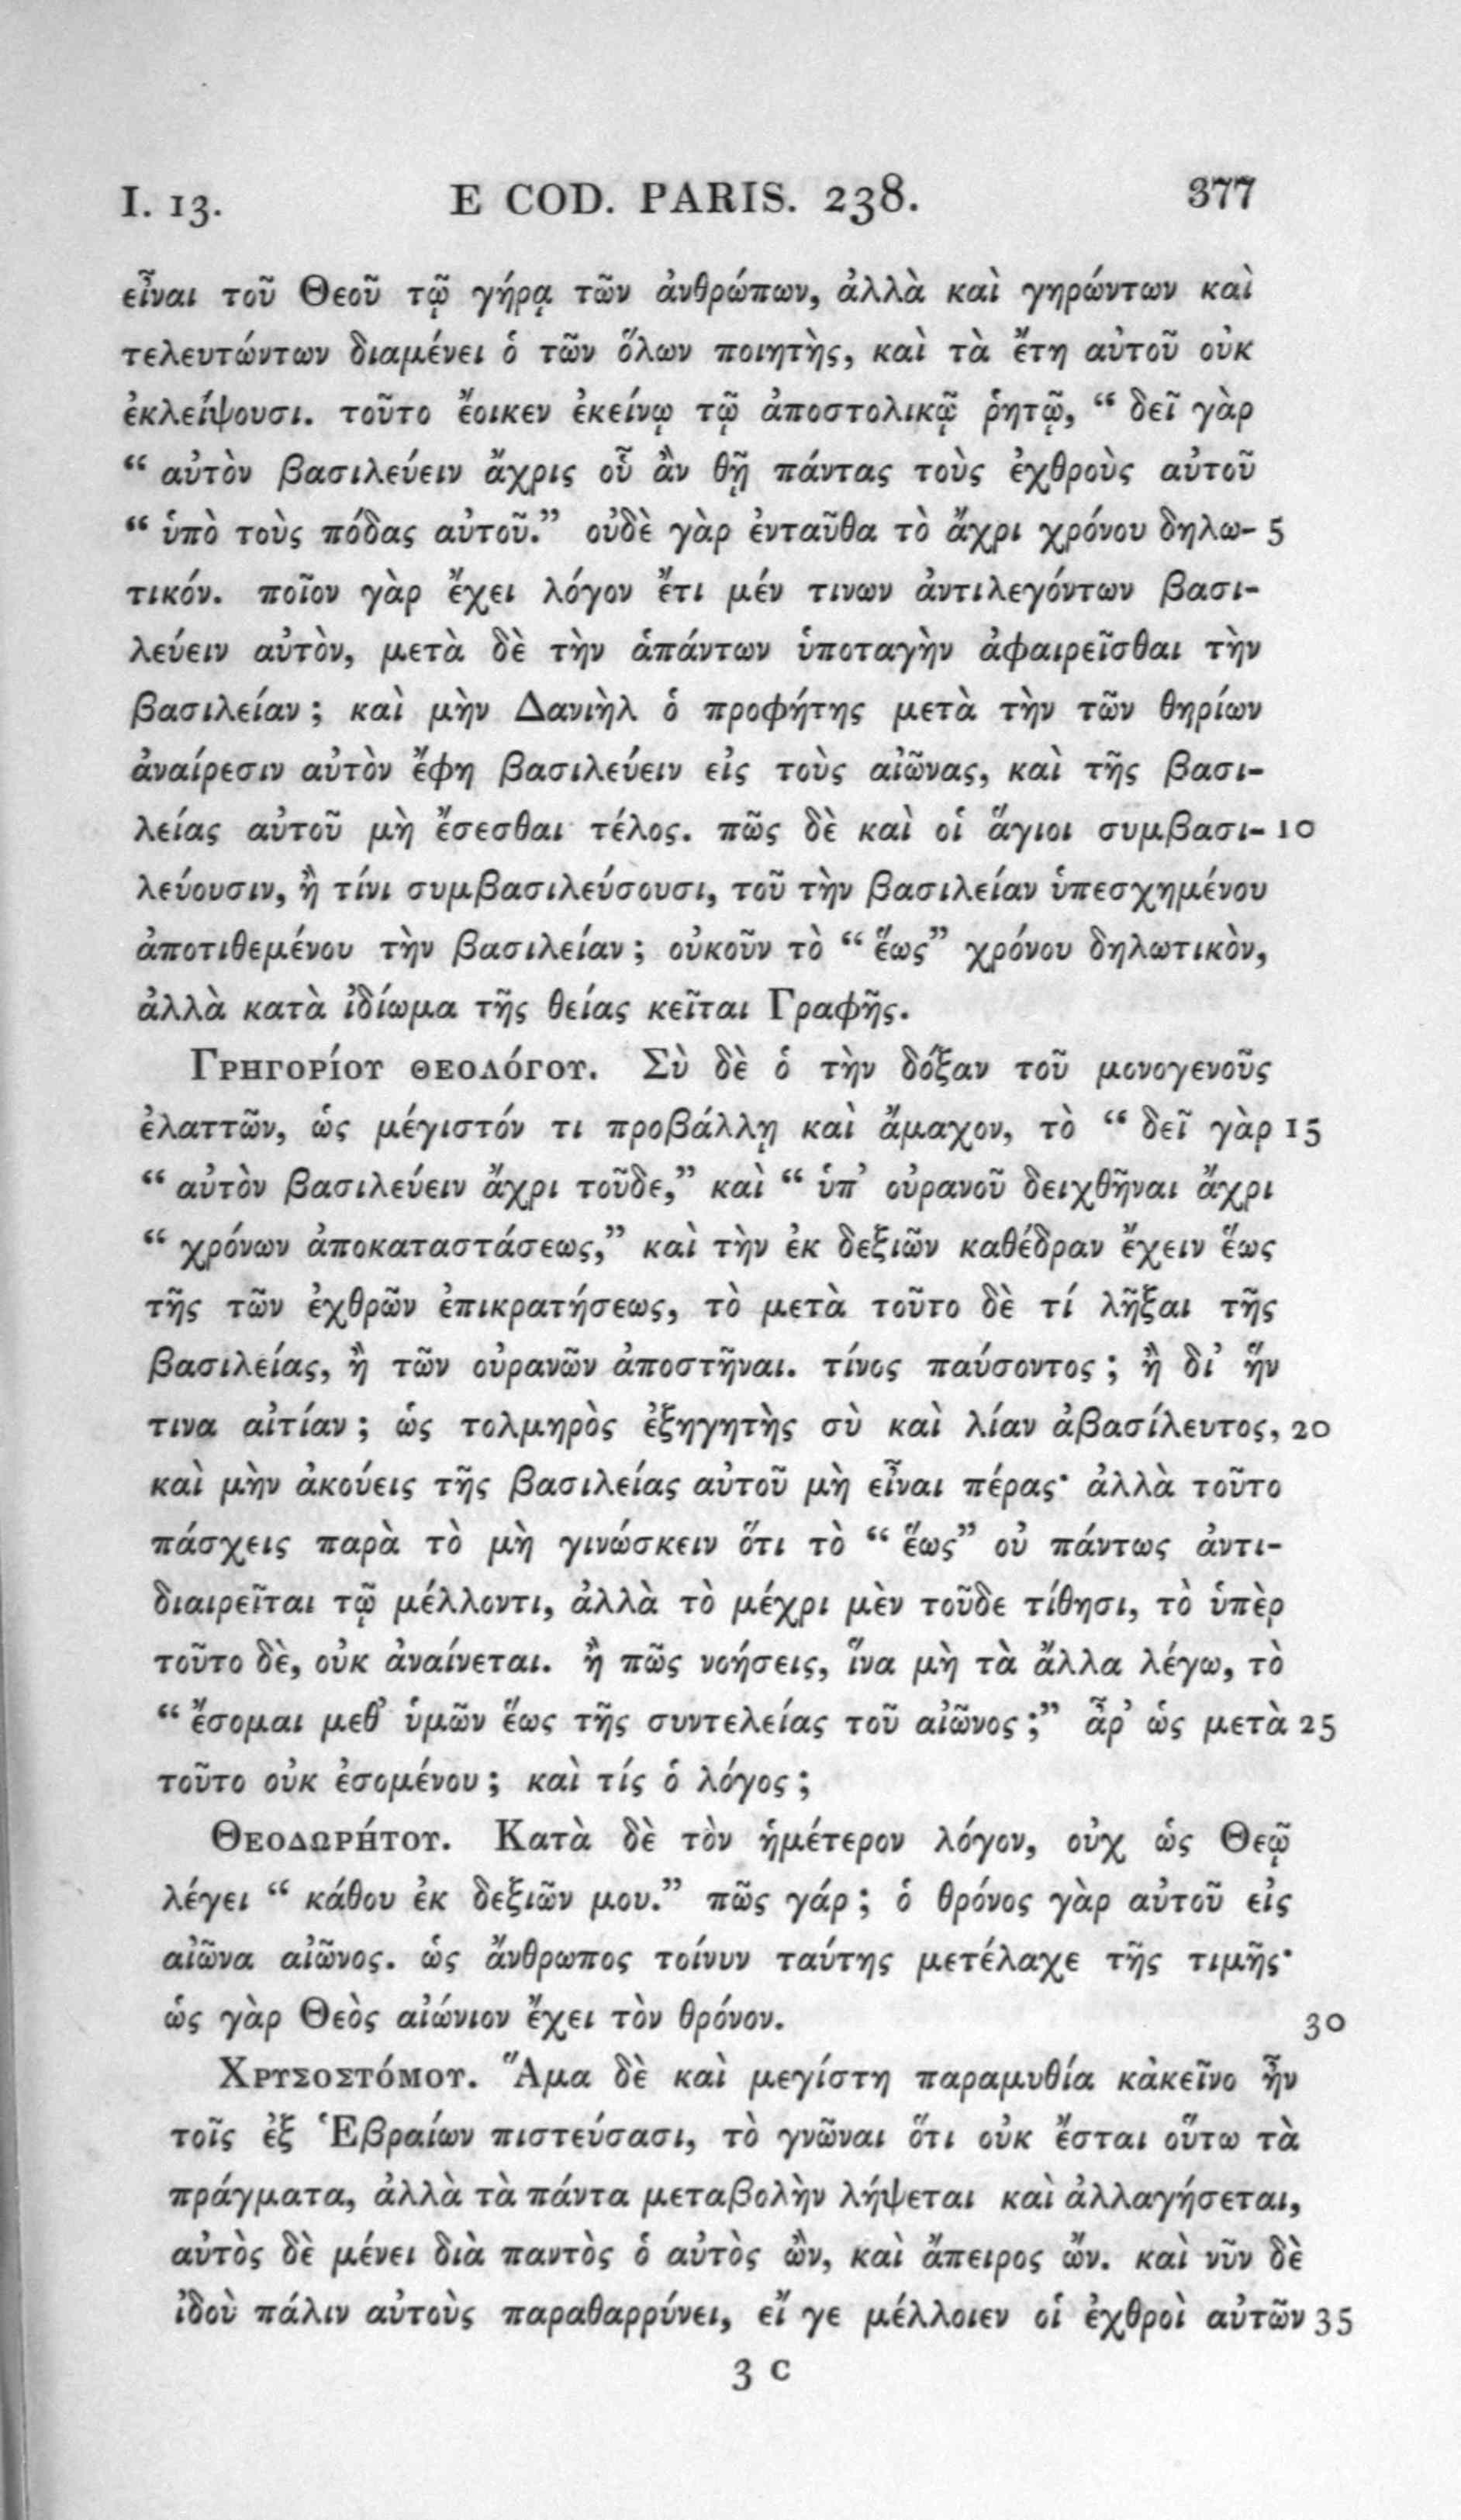 I. 13. E COD. PARIS. 238. 377
εἶναι τοῦ Θεοῦ τῷ γήρᾳ τῶν ἀνθρώπων, ἀλλὰ καὶ γηρώντων καὶ
τελευτώντων διαμένει ὁ τῶν ὅλων ποιητὴς, καὶ τὰ ἔτη αὐτοῦ οὐκ
ἐκλείψουσι. τοῦτο ἔοικεν ἐκείνῳ τῷ ἀποστολικῷ ῥητῷ, “ δεῖ γὰρ
“ αὐτὸν βασιλεύειν ἄχρις οὗ ἂν θῇ πάντας τοὺς ἐχθροὺς αὐτοῦ
“ ὑπὸ τοὺς πόδας αὐτοῦ.” οὐδὲ γὰρ ἐνταῦθα τὸ ἄχρι χρόνου δηλω- 5
τικόν. ποῖον γὰρ ἔχει λόγον ἔτι μέν τινων ἀντιλεγόντων βασι-
λεύειν αὐτὸν, μετὰ δὲ τὴν ἁπάντων ὑποταγὴν ἀφαιρεῖσθαι τὴν
βασιλείαν ; καὶ μὴν Δανιὴλ ὁ προφήτης μετὰ τὴν τῶν θηρίων
ἀναίρεσιν αὐτὸν ἔφη βασιλεύειν εἰς τοὺς αἰῶνας, καὶ τῆς βασι-
λείας αὐτοῦ μὴ ἔσεσθαι τέλος. πῶς δὲ καὶ οἱ ἅγιοι συμβασι- 10
λεύουσιν, ἢ τίνι συμβασιλεύσουσι, τοῦ τὴν βασιλείαν ὑπεσχημένου
ἀποτιθεμένου τὴν βασιλείαν ; οὐκοῦν τὸ “ ἕως” χρόνου δηλωτικὸν,
ἀλλὰ κατὰ ἰδίωμα τῆς θείας κεῖται Γραφῆς.
ΓΡΗΓΟΡίΟΥ ΘΕΟΛόΓΟΥ. Σὺ δὲ ὁ τὴν δόξαν τοῦ μονογενοῦς
ἐλαττῶν, ὡς μέγιστόν τι προβάλλῃ καὶ ἄμαχον, τὸ “ δεῖ γὰρ 15
“ αὐτὸν βασιλεύειν ἄχρι τοῦδε,” καὶ “ ὑπ’ οὐρανοῦ δειχθῆναι ἄχρι
“ χρόνων ἀποκαταστάσεως,” καὶ τὴν ἐκ δεξιῶν καθέδραν ἔχειν ἕως
τῆς τῶν ἐχθρῶν ἐπικρατήσεως, τὸ μετὰ τοῦτο δὲ τί λῆξαι τῆς
βασιλείας, ἢ τῶν οὐρανῶν ἀποστῆναι. τίνος παύσοντος ; ἢ δι’ ἥν
τινα αἰτίαν ; ὡς τολμηρὸς ἐξηγητὴς σὺ καὶ λίαν ἀβασίλευτος, 20
καὶ μὴν ἀκούεις τῆς βασιλείας αὐτοῦ μὴ εἶναι πέρας· ἀλλὰ τοῦτο
πάσχεις παρὰ τὸ μὴ γινώσκειν ὅτι τὸ “ ἕως” οὐ πάντως ἀντι-
διαιρεῖται τῷ μέλλοντι, ἀλλὰ τὸ μέχρι μὲν τοῦδε τίθησι, τὸ ὑπὲρ
τοῦτο δὲ, οὐκ ἀναίνεται. ἢ πῶς νοήσεις, ἵνα μὴ τὰ ἄλλα λέγω, τὸ
“ ἔσομαι μεθ’ ὑμῶν ἕως τῆς συντελείας τοῦ αἰῶνος ;” ἆρ’ ὡς μετὰ 25
τοῦτο οὐκ ἐσομένου ; καὶ τίς ὁ λόγος ;
ΘΕΟΔΩΡήΤΟΥ. Κατὰ δὲ τὸν ἡμέτερον λόγον, οὐχ ὡς Θεῷ
λέγει “ κάθου ἐκ δεξιῶν μου.” πῶς γάρ ; ὁ θρόνος γὰρ αὐτοῦ εἰς
αἰῶνα αἰῶνος. ὡς ἄνθρωπος τοίνυν ταύτης μετέλαχε τῆς τιμῆς·
ὡς γὰρ Θεὸς αἰώνιον ἔχει τὸν θρόνον. 30
ΧΡΥΣΟΣΤόΜΟΥ. Ἅμα δὲ καὶ μεγίστη παραμυθία κἀκεῖνο ἦν
τοῖς ἐξ Ἑβραίων πιστεύσασι, τὸ γνῶναι ὅτι οὐκ ἔσται οὕτω τὰ
πράγματα, ἀλλὰ τὰ πάντα μεταβολὴν λήψεται καὶ ἀλλαγήσεται,
αὐτὸς δὲ μένει διὰ παντὸς ὁ αὐτὸς ὢν, καὶ ἄπειρος ὤν. καὶ νῦν δὲ
ἰδοὺ πάλιν αὐτοὺς παραθαρρύνει, εἴ γε μέλλοιεν οἱ ἐχθροὶ αὐτῶν 35
3 C